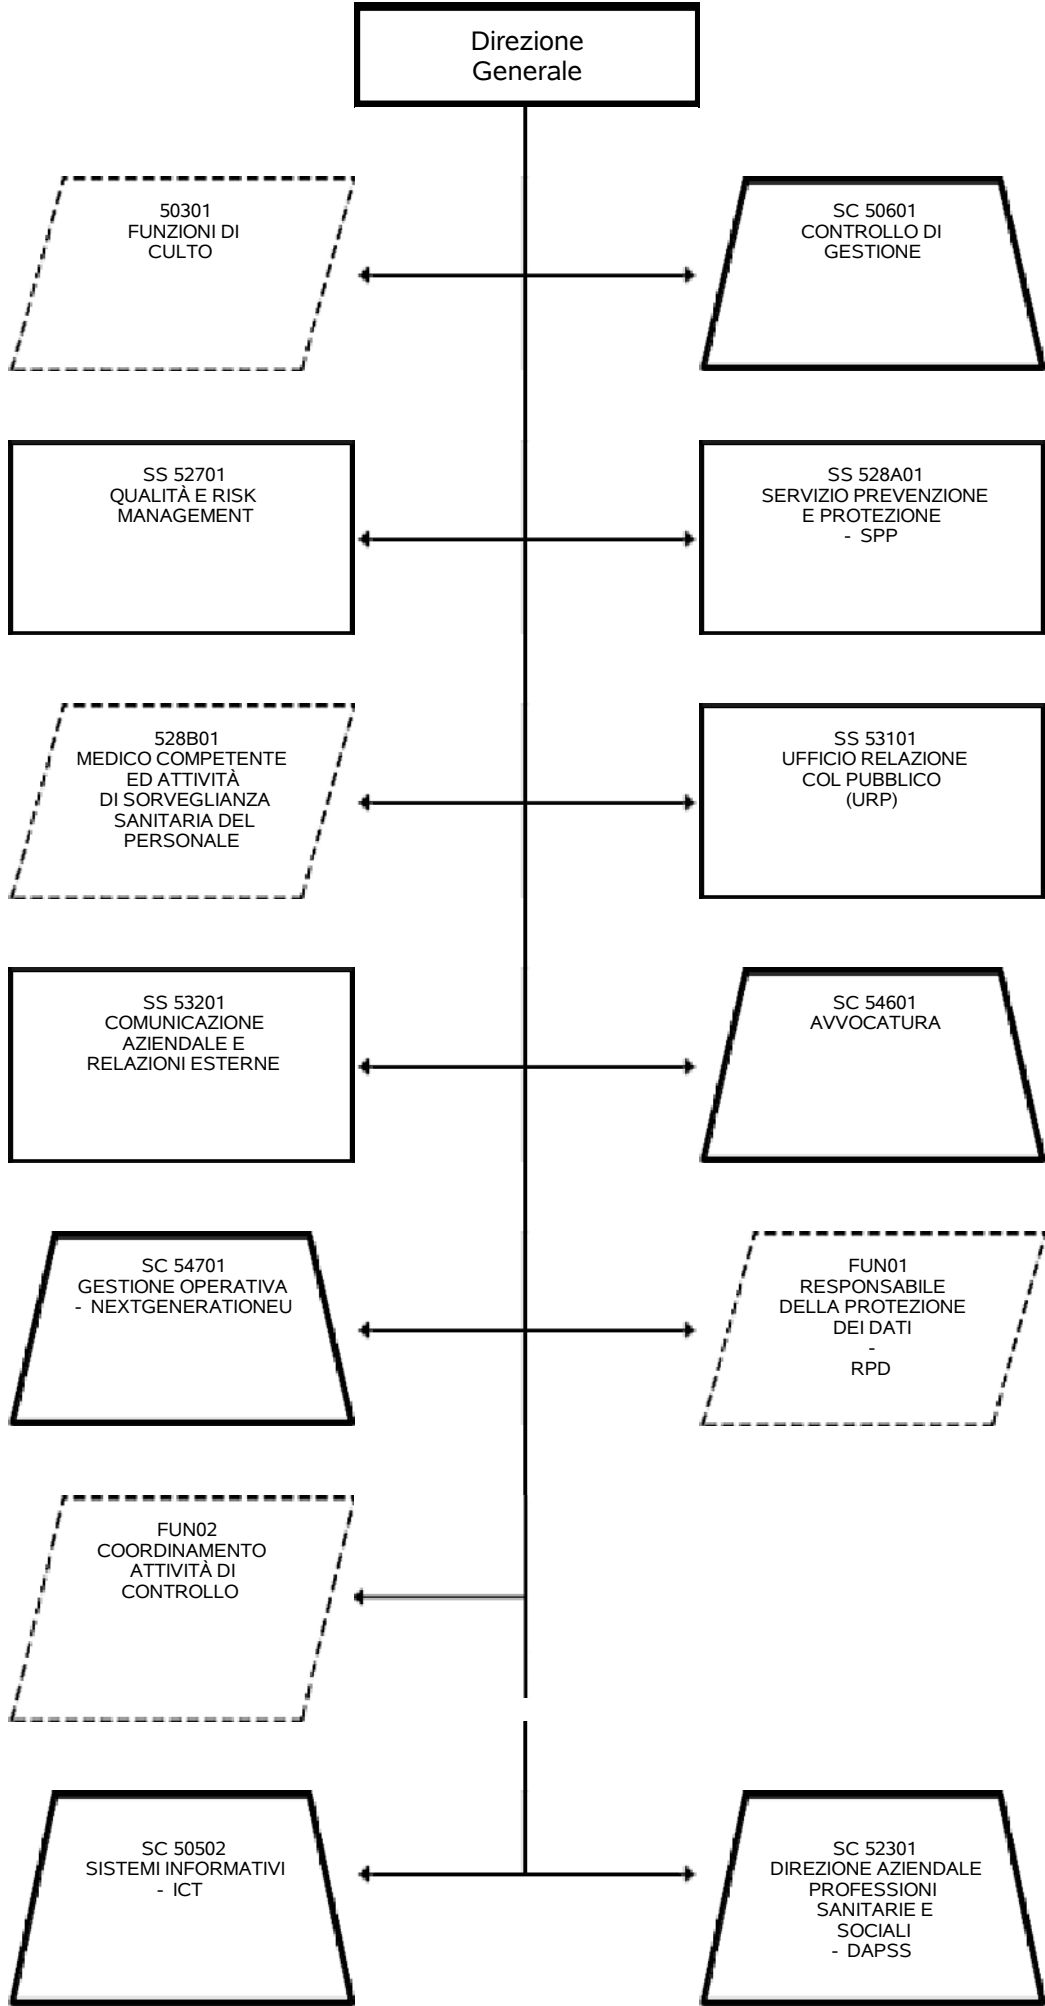 Direzione
Generale
50301
FUNZIONI DI
CULTO
SC 50601
CONTROLLO DI
GESTIONE
SS 52701
QUALITÀ E RISK
MANAGEMENT
SS 528A01
SERVIZIO PREVENZIONE
E PROTEZIONE
- SPP
528B01
MEDICO COMPETENTE
ED ATTIVITÀ
DI SORVEGLIANZA
SANITARIA DEL
PERSONALE
SS 53101
UFFICIO RELAZIONE
COL PUBBLICO
(URP)
SS 53201
COMUNICAZIONE
AZIENDALE E
RELAZIONI ESTERNE
SC 54601
AVVOCATURA
SC 54701
GESTIONE OPERATIVA
- NEXTGENERATIONEU
FUN01
RESPONSABILE
DELLA PROTEZIONE
DEI DATI
-
RPD
FUN02
COORDINAMENTO
ATTIVITÀ DI
CONTROLLO
SC 50502
SISTEMI INFORMATIVI
- ICT
SC 52301
DIREZIONE AZIENDALE
PROFESSIONI
SANITARIE E
SOCIALI
- DAPSS